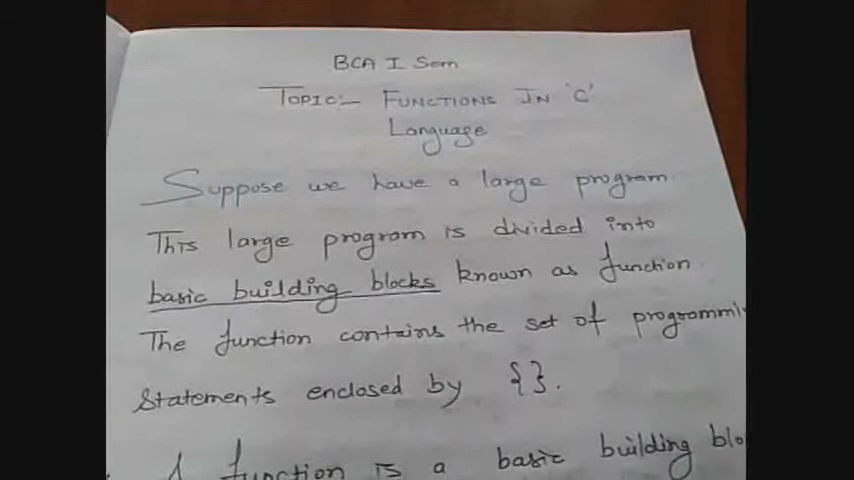 BCA I Sem
TOPIC:- FUNCTIONS IN 'C'
Language
Suppose we have a large program.
This large program is divided into
basic building blocks known as function.
The function contains the set of programmi
statements enclosed by {}.
A function is a basic building blo